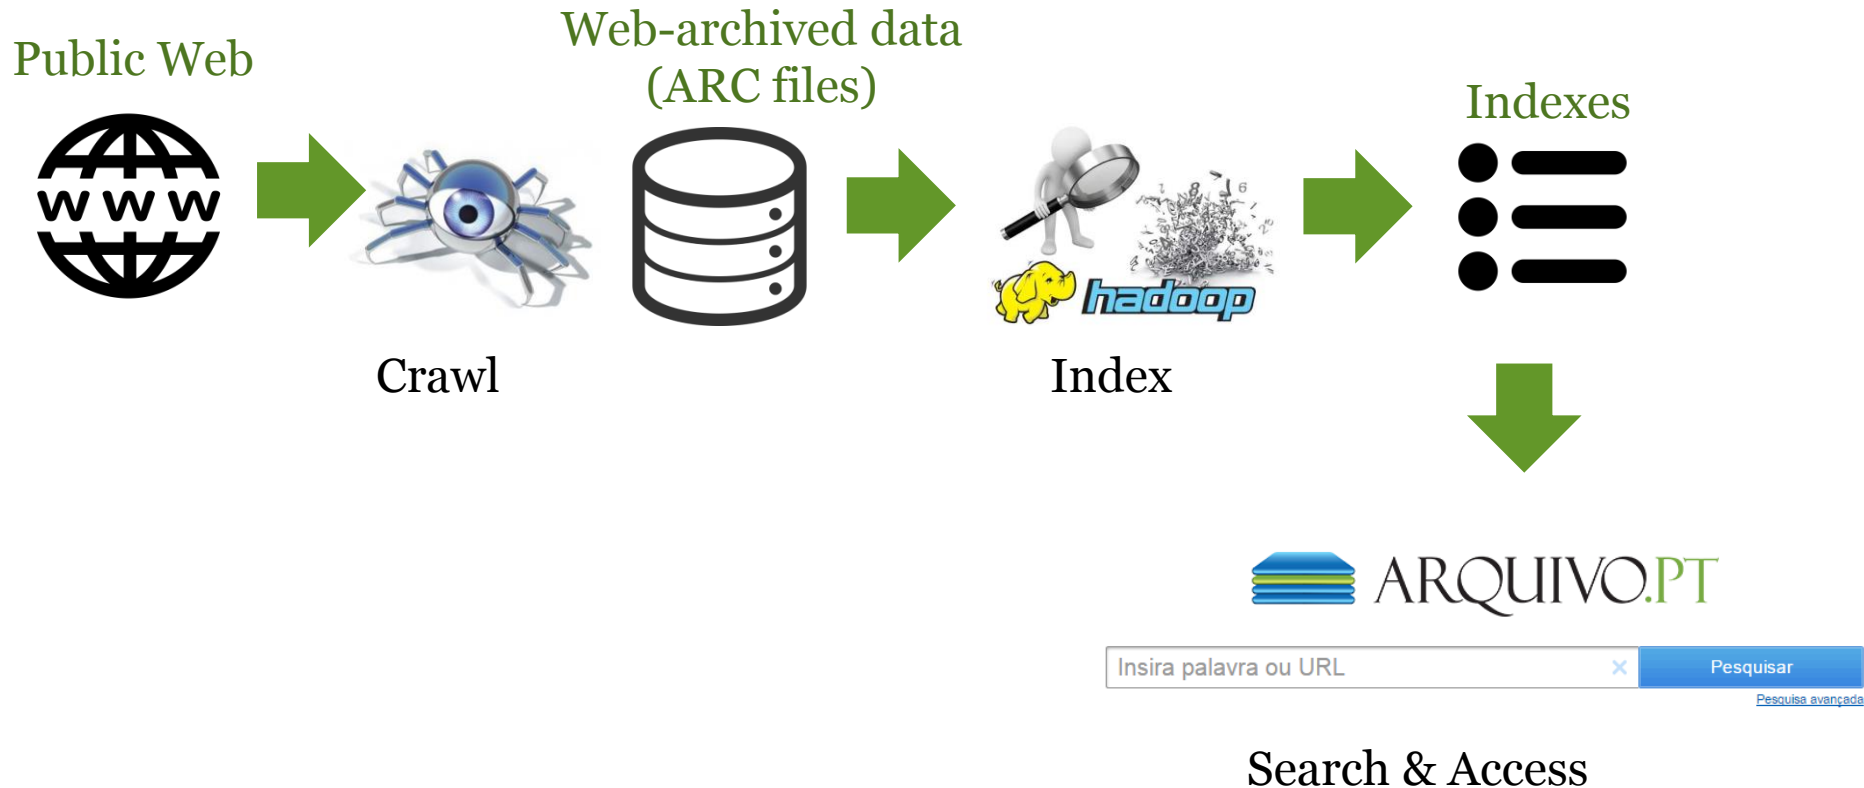 Public Web
Web-archived data
(ARC files)
Indexes
www
hadoop
Crawl
Index
ARQUIVO.PT
Insira palavra ou URL
Pesquisar
Pesquisa avançada
Search & Access